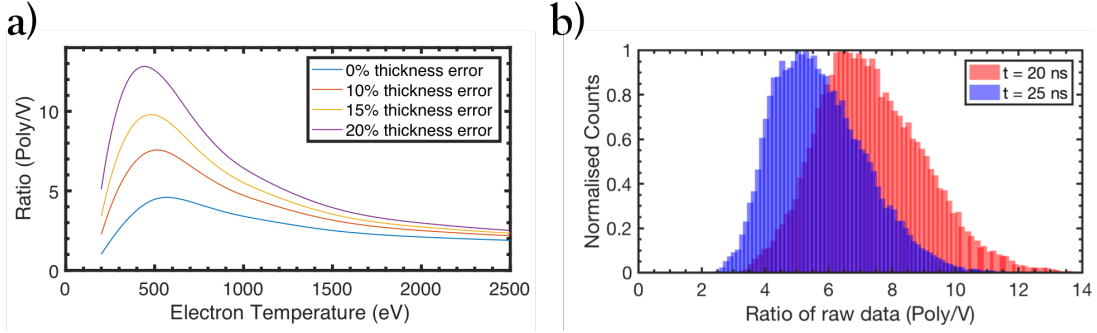 a)
Ratio (Poly/V)
10
5
0
0% thickness error
10% thickness error
15% thickness error
20% thickness error
0 500 1000 1500 2000 2500
Electron Temperature (eV)
b)
Normalised Counts
1
0.8
0.6
0.4
0.2
0
t = 20 ns
t = 25 ns
0 2 4 6 8 10 12 14
Ratio of raw data (Poly/V)